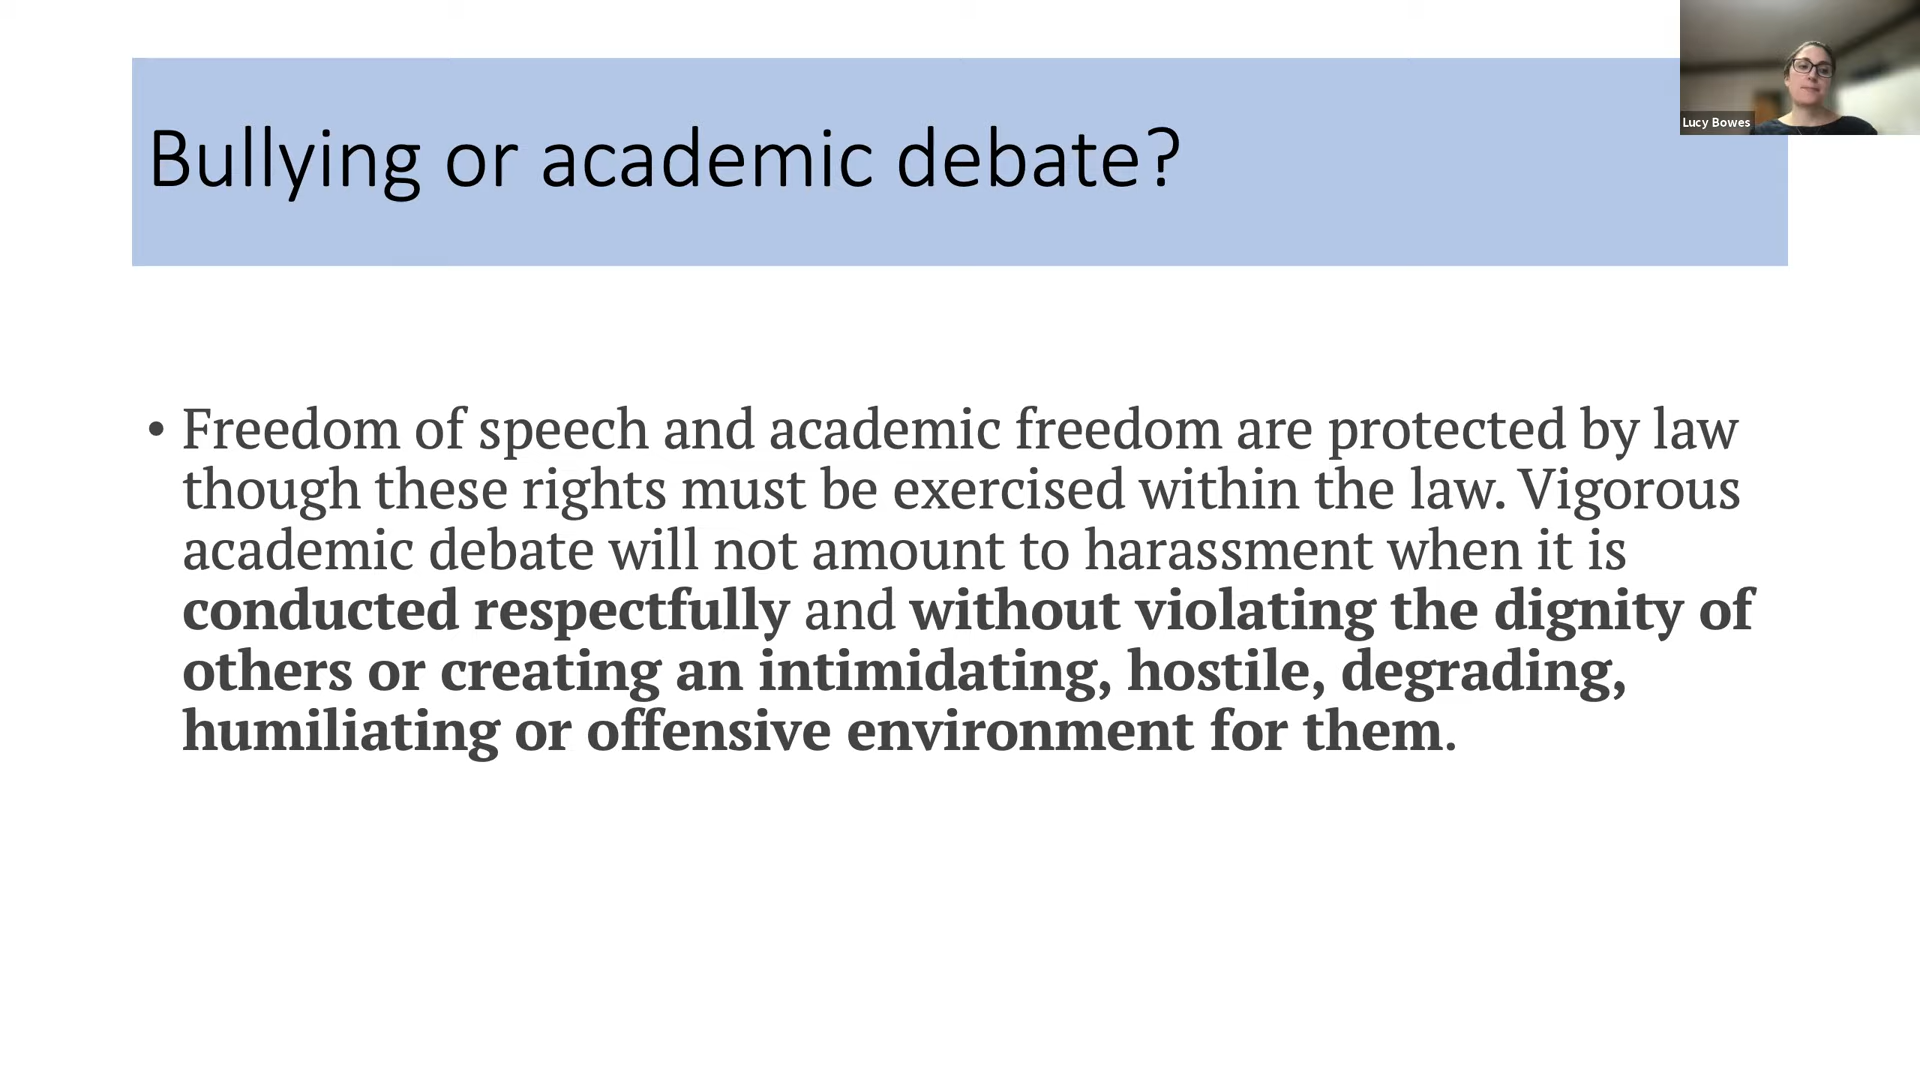 Bullying or academic debate?
Lucy Bowes
• Freedom of speech and academic freedom are protected by law
though these rights must be exercised within the law. Vigorous
academic debate will not amount to harassment when it is
conducted respectfully and without violating the dignity of
others or creating an intimidating, hostile, degrading,
humiliating or offensive environment for them.